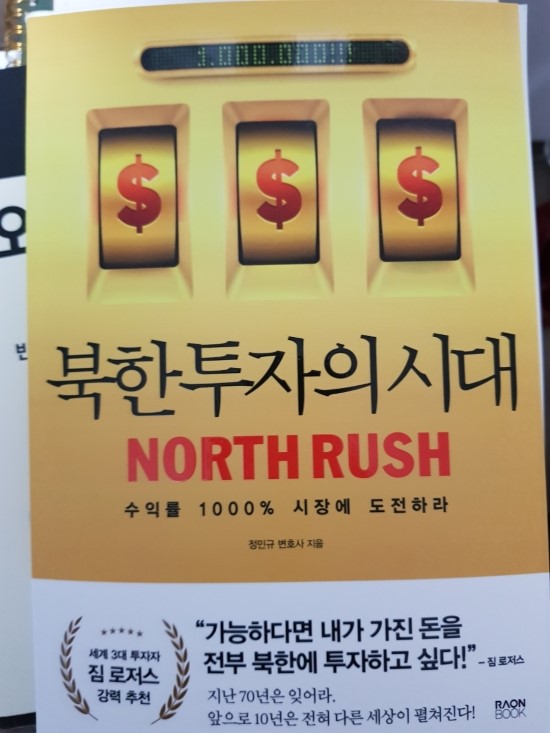 1.000.000!!!
$ $ $
북한투자의 시대
NORTH RUSH
수익률 1000% 시장에 도전하라
정민규 변호사 지음
★★★★★
세계 3대 투자자
짐 로저스
강력 추천
“가능하다면 내가 가진 돈을
전부 북한에 투자하고 싶다!” – 짐 로저스
지난 70년은 잊어라.
앞으로 10년은 전혀 다른 세상이 펼쳐진다!
RAON
BOOK